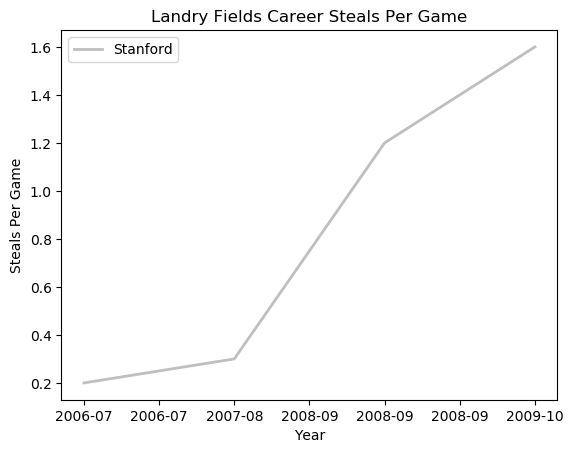 Landry Fields Career Steals Per Game
Stanford
1.6
1.4
1.2
1.0
0.8
0.6
0.4
0.2
Steals Per Game
2006-07 2006-07 2007-08 2008-09 2008-09 2008-09 2009-10
Year